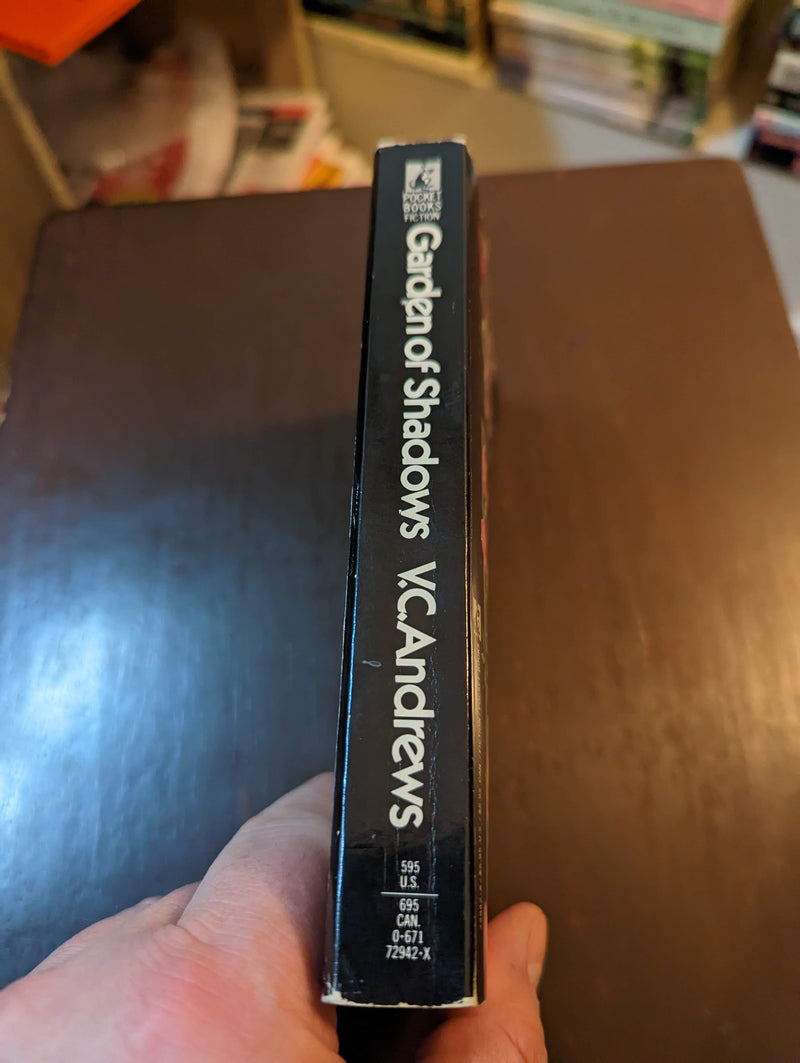 POCKET
BOOKS
FICTION
Garden of Shadows V.C. Andrews
595
U.S.
695
CAN.
0-671
72942-X